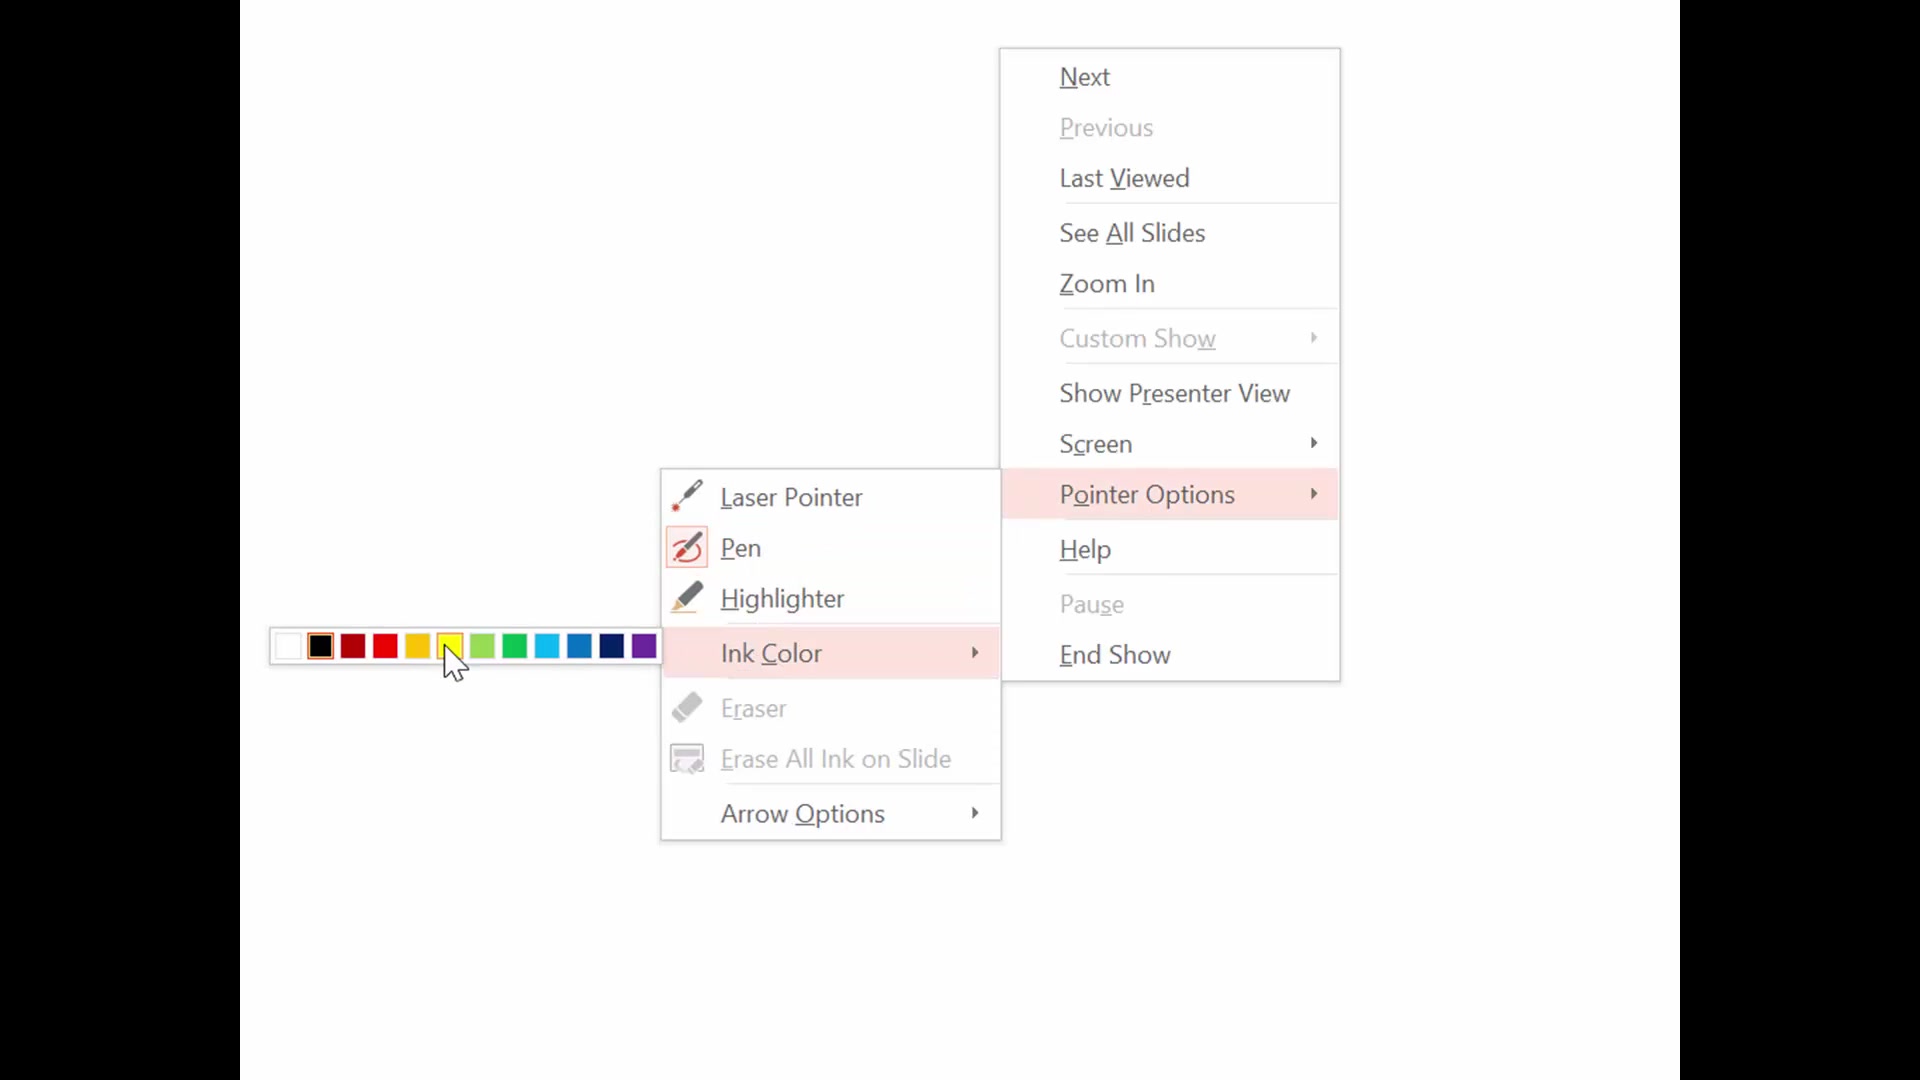 Next
Previous
Last Viewed
See All Slides
Zoom In
Custom Show
Show Presenter View
Screen
Pointer Options
Help
Pause
End Show
Laser Pointer
Pen
Highlighter
Ink Color
Eraser
Erase All Ink on Slide
Arrow Options